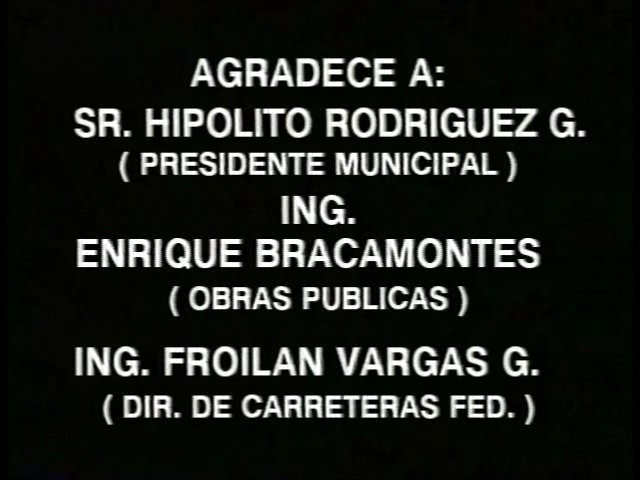 AGRADECE A:
SR. HIPOLITO RODRIGUEZ G.
( PRESIDENTE MUNICIPAL )
ING.
ENRIQUE BRACAMONTES
( OBRAS PUBLICAS )
ING. FROILAN VARGAS G.
( DIR. DE CARRETERAS FED. )